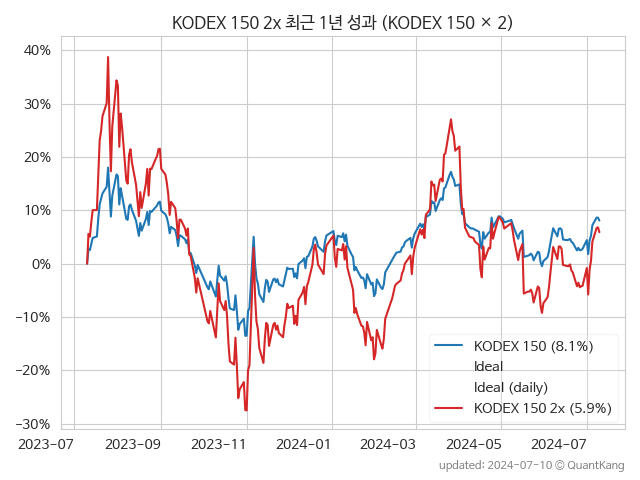 KODEX 150 2x 최근 1년 성과 (KODEX 150 × 2)
40%
30%
20%
10%
0%
−10%
−20%
−30%
KODEX 150 (8.1%)
Ideal
Ideal (daily)
KODEX 150 2x (5.9%)
2023-07
2023-09
2023-11
2024-01
2024-03
2024-05
2024-07
updated: 2024-07-10 © QuantKang